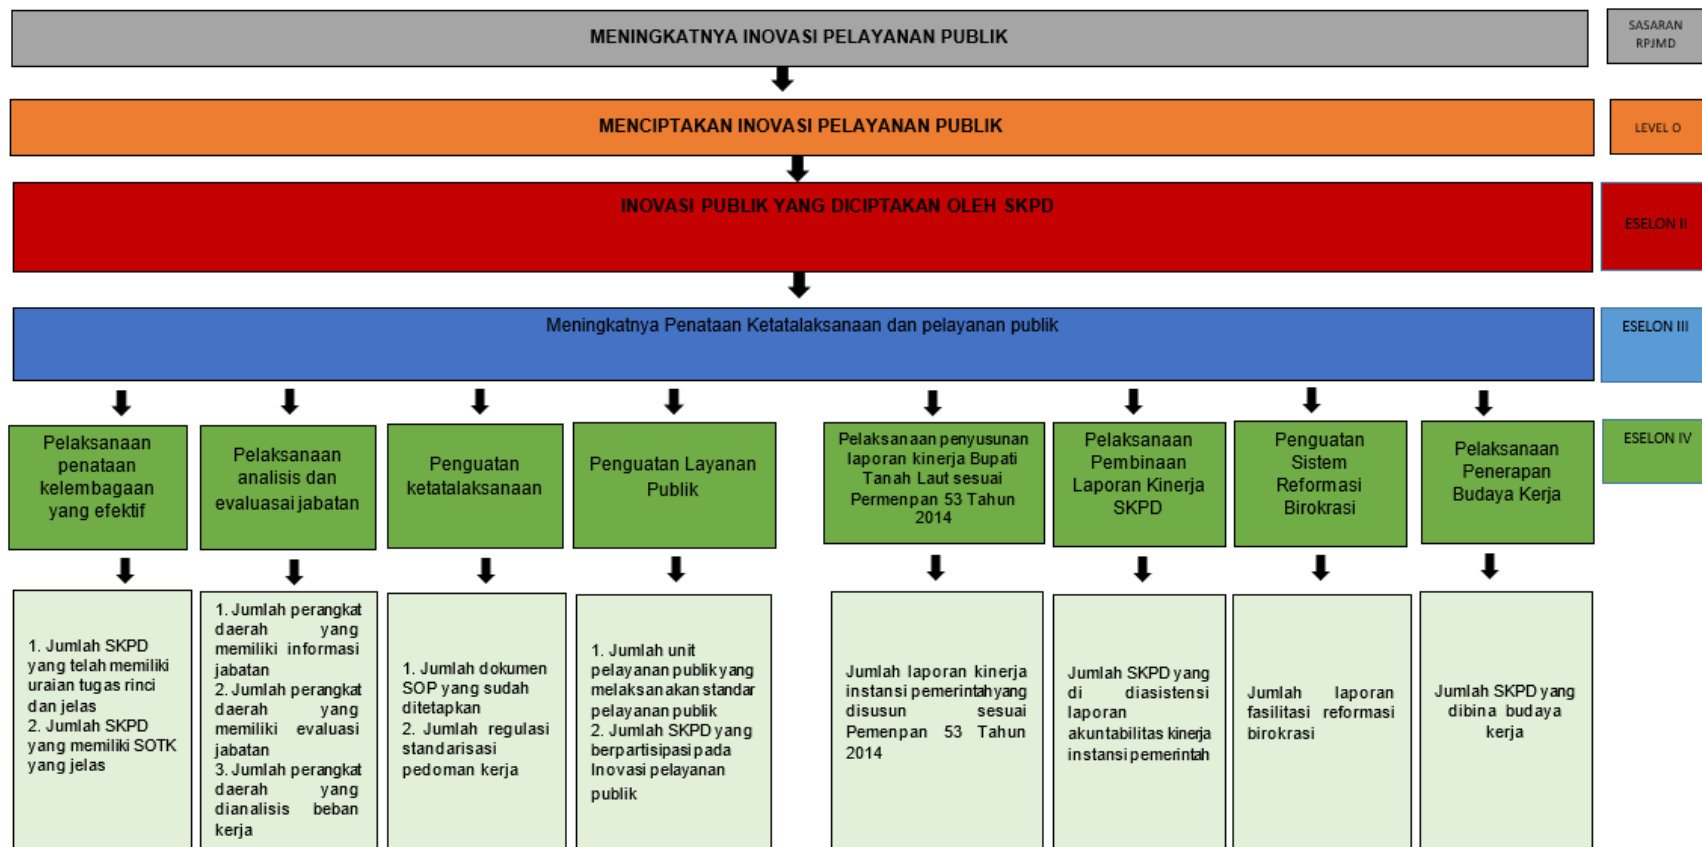 MENINGKATNYA INOVASI PELAYANAN PUBLIK
SASARAN
RPJMD
MENCIPTAKAN INOVASI PELAYANAN PUBLIK
LEVEL O
INOVASI PUBLIK YANG DICIPTAKAN OLEH SKPD
ESELON II
Meningkatnya Penataan Ketatalaksanaan dan pelayanan publik
ESELON III
Pelaksanaan
penataan
kelembagaan
yang efektif
Pelaksanaan
analisis dan
evaluasai jabatan
Penguatan
ketatalaksanaan
Penguatan Layanan
Publik
Pelaksanaan penyusunan
laporan kinerja Bupati
Tanah Laut sesuai
Permenpan 53 Tahun
2014
Pelaksanaan
Pembinaan
Laporan Kinerja
SKPD
Penguatan
Sistem
Reformasi
Birokrasi
Pelaksanaan
Penerapan
Budaya Kerja
ESELON IV
1. Jumlah SKPD
yang telah memiliki
uraian tugas rinci
dan jelas
2. Jumlah SKPD
yang memiliki SOTK
yang jelas
1. Jumlah perangkat
daerah yang
memiliki informasi
jabatan
2. Jumlah perangkat
daerah yang
memiliki evaluasi
jabatan
3. Jumlah perangkat
daerah yang
dianalisis beban
kerja
1. Jumlah dokumen
SOP yang sudah
ditetapkan
2. Jumlah regulasi
standarisasi
pedoman kerja
1. Jumlah unit
pelayanan publik yang
melaksanakan standar
pelayanan publik
2. Jumlah SKPD yang
berpartisipasi pada
Inovasi pelayanan
publik
Jumlah laporan kinerja
instansi pemerintah yang
disusun sesuai
Pemenpan 53 Tahun
2014
Jumlah SKPD yang
di diasistensi
laporan
akuntabilitas kinerja
instansi pemerintah
Jumlah laporan
fasilitasi reformasi
birokrasi
Jumlah SKPD yang
dibina budaya
kerja